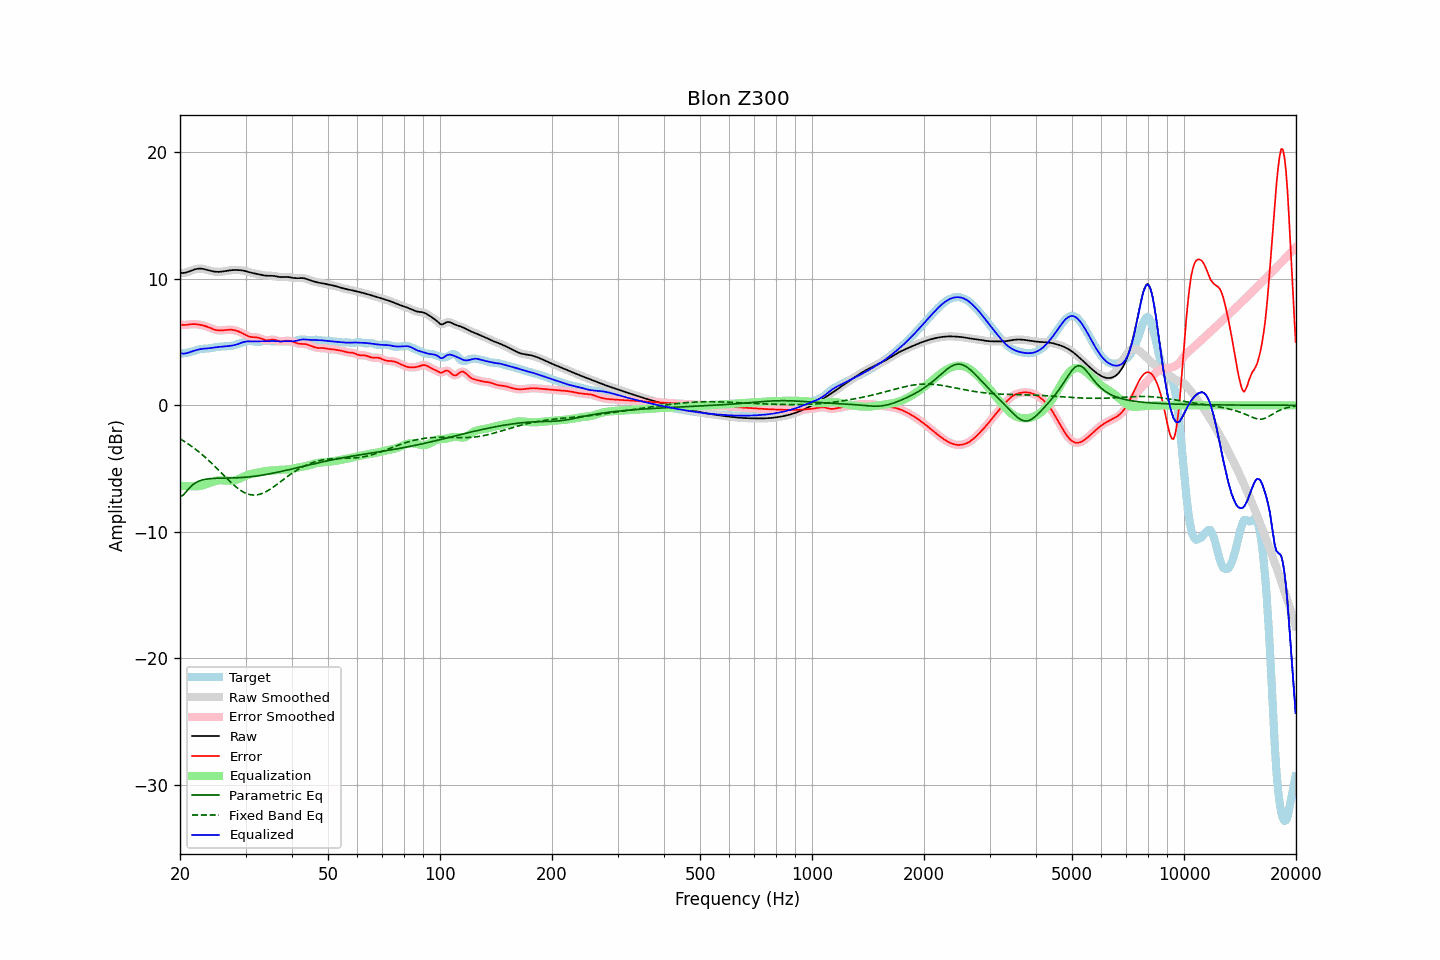 Blon Z300
Amplitude (dBr)
20
10
0
−10
−20
−30
Target
Raw Smoothed
Error Smoothed
Raw
Error
Equalization
Parametric Eq
Fixed Band Eq
Equalized
20 50 100 200 500 1000 2000 5000 10000 20000
Frequency (Hz)